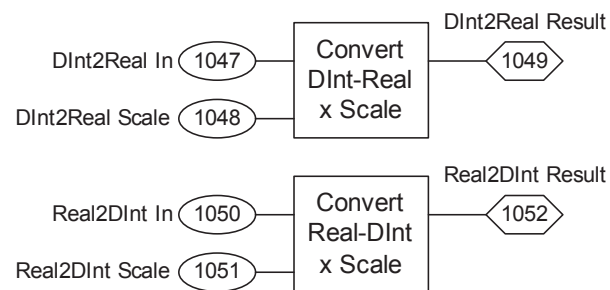 DInt2Real Result
DInt2Real In 1047
Convert
DInt-Real
x Scale
1049
DInt2Real Scale 1048
Real2DInt Result
Real2DInt In 1050
Convert
Real-DInt
x Scale
1052
Real2DInt Scale 1051